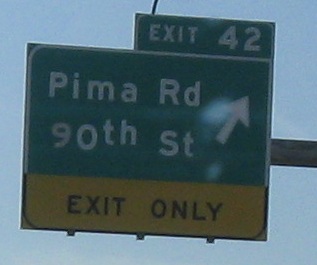 EXIT 42
Pima Rd
90th St
EXIT ONLY